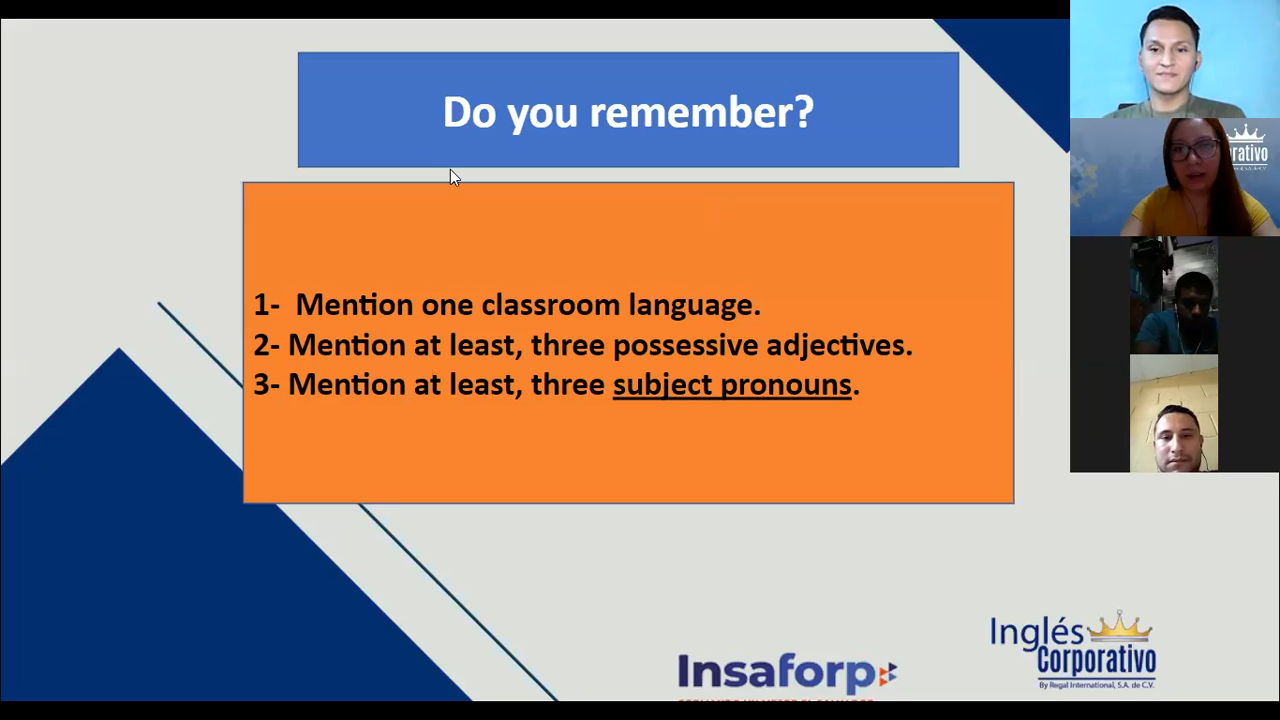 Do you remember?
1- Mention one classroom language.
2- Mention at least, three possessive adjectives.
3- Mention at least, three subject pronouns.
rativo
Inglés
Corporativo
By Regal International, S.A. de C.V.
Insaforp